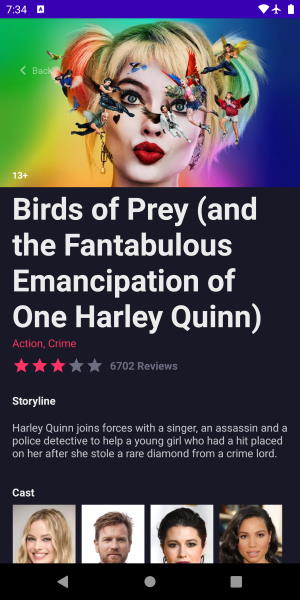 7:34
Back
13+
Birds of Prey (and
the Fantabulous
Emancipation of
One Harley Quinn)
Action, Crime
6702 Reviews
Storyline
Harley Quinn joins forces with a singer, an assassin and a
police detective to help a young girl who had a hit placed
on her after she stole a rare diamond from a crime lord.
Cast